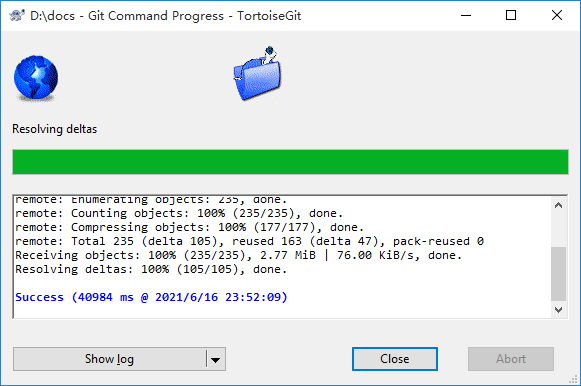 D:\docs - Git Command Progress - TortoiseGit
Resolving deltas
remote: Enumerating objects: 235, done.
remote: Counting objects: 100% (235/235), done.
remote: Compressing objects: 100% (177/177), done.
remote: Total 235 (delta 105), reused 163 (delta 47), pack-reused 0
Receiving objects: 100% (235/235), 2.77 MiB | 76.00 KiB/s, done.
Resolving deltas: 100% (105/105), done.
Success (40984 ms @ 2021/6/16 23:52:09)
Show log
Close
Abort